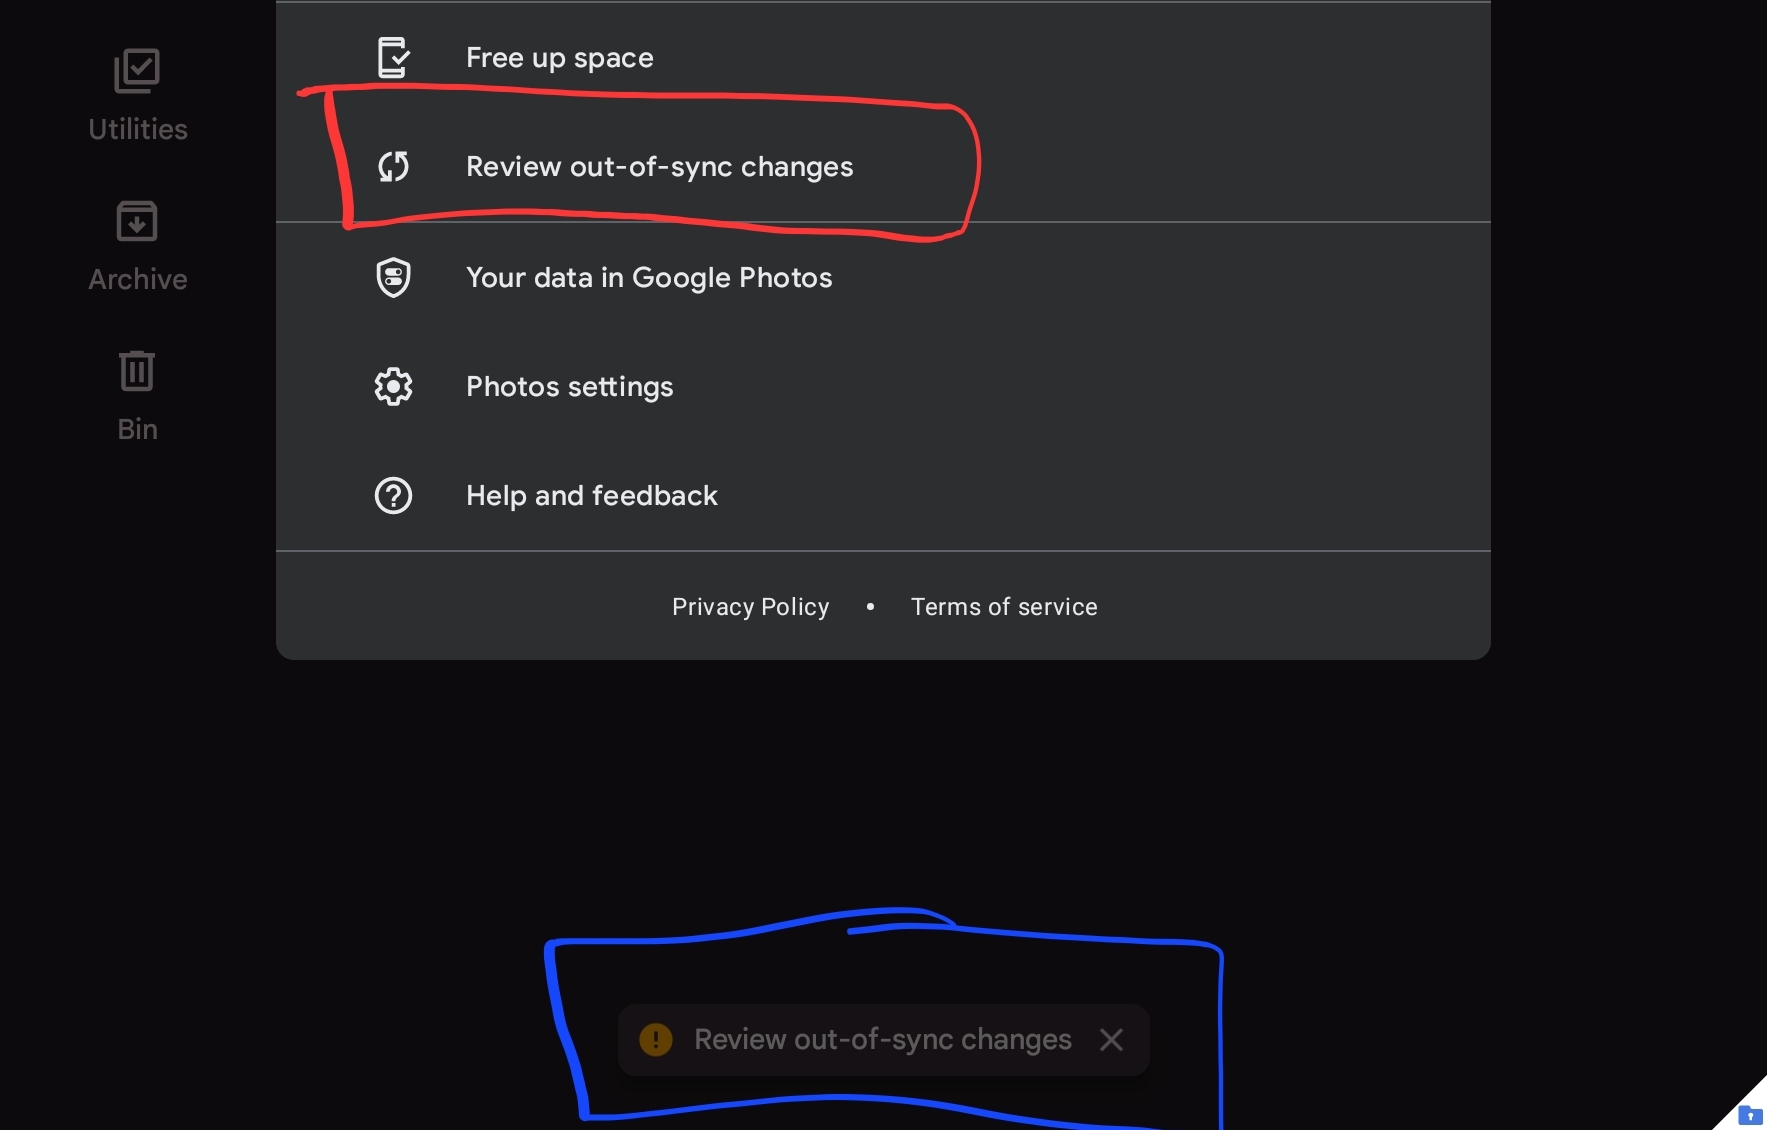 Utilities
Archive
Bin
Free up space
Review out-of-sync changes
Your data in Google Photos
Photos settings
Help and feedback
Privacy Policy • Terms of service
Review out-of-sync changes